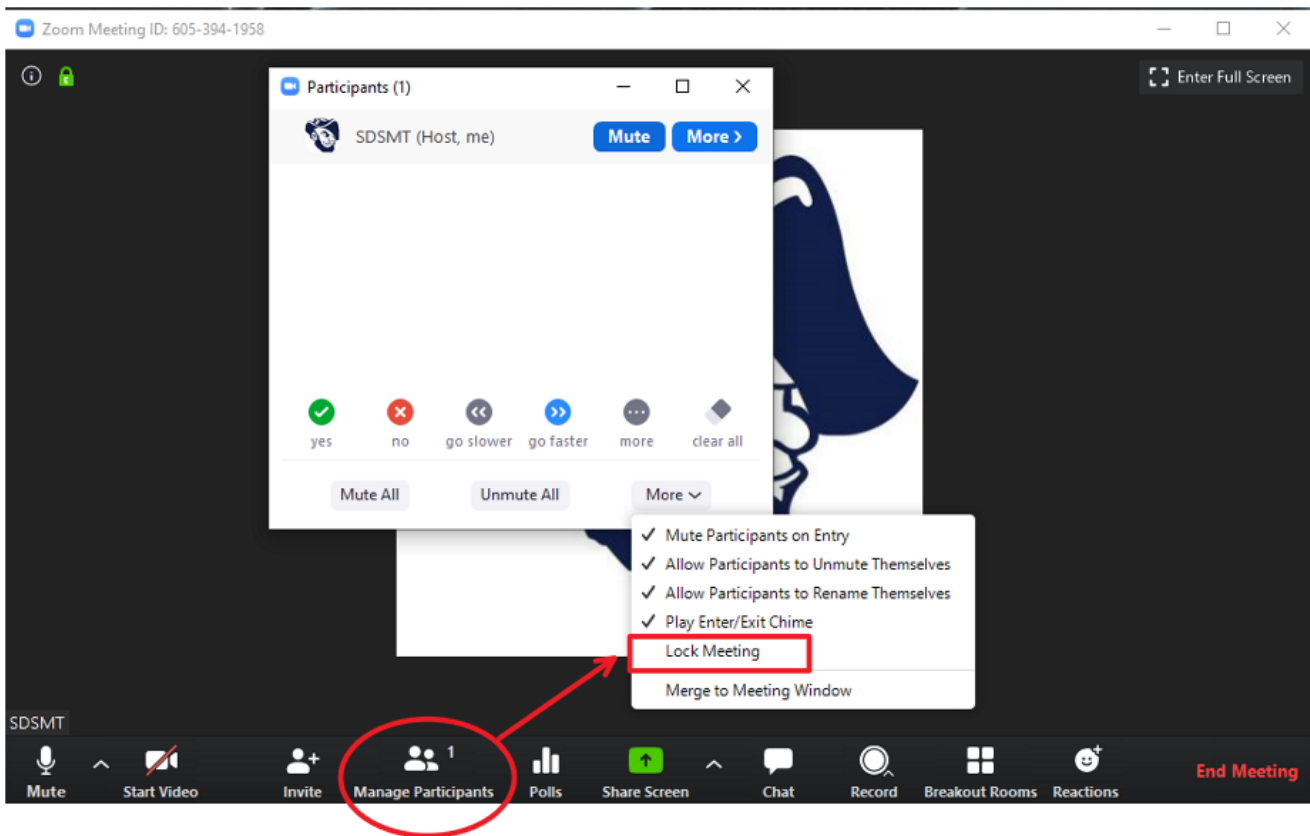 Zoom Meeting ID: 605-394-1958
Enter Full Screen
Participants (1)
SDSMT (Host, me)
Mute
More >
yes
no
go slower
go faster
more
clear all
Mute All
Unmute All
More
Mute Participants on Entry
Allow Participants to Unmute Themselves
Allow Participants to Rename Themselves
Play Enter/Exit Chime
Lock Meeting
Merge to Meeting Window
SDSMT
Mute
Start Video
Invite
1
Manage Participants
Polls
Share Screen
Chat
Record
Breakout Rooms
Reactions
End Meeting